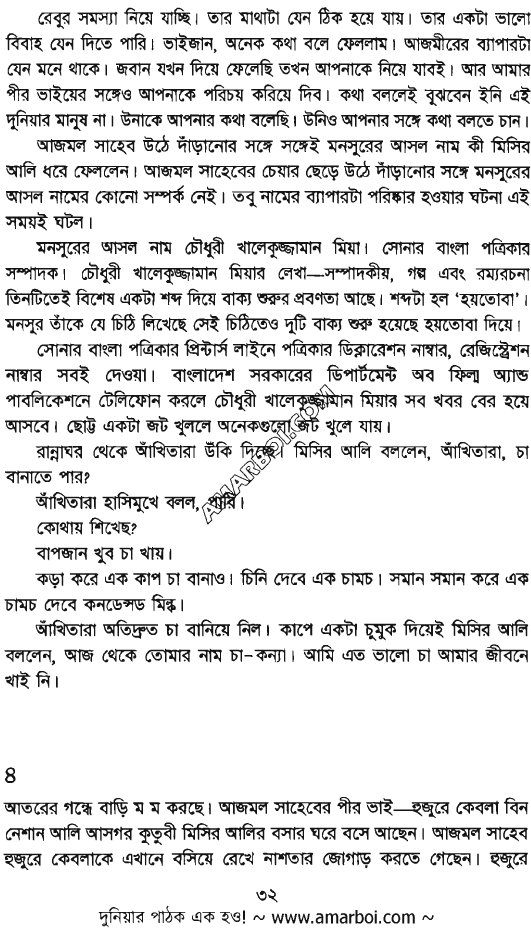 রেবুর সমস্যা নিয়ে যাচ্ছি। তার মাথাটা যেন ঠিক হয়ে যায়। তার একটা ভালো
বিবাহ যেন দিতে পারি। ভাইজান, অনেক কথা বলে ফেললাম। আজমীরের ব্যাপারটা
যেন মনে থাকে। জবান যখন দিয়ে ফেলেছি তখন আপনাকে নিয়ে যাবই। আর আমার
পীর ভাইয়ের সঙ্গেও আপনাকে পরিচয় করিয়ে দিব। কথা বললেই বুঝবেন ইনি এই
দুনিয়ার মানুষ না। উনাকে আপনার কথা বলেছি। উনিও আপনার সঙ্গে কথা বলতে চান।
আজমল সাহেব উঠে দাঁড়ানোর সঙ্গে সঙ্গেই মনসুরের আসল নাম কী মিসির
আলি ধরে ফেললেন। আজমল সাহেবের চেয়ার ছেড়ে উঠে দাঁড়ানোর সঙ্গে মনসুরের
আসল নামের কোনো সম্পর্ক নেই। তবু নামের ব্যাপারটা পরিষ্কার হওয়ার ঘটনা এই
সময়ই ঘটল।
মনসুরের আসল নাম চৌধুরী খালেকুজ্জামান মিয়া। সোনার বাংলা পত্রিকার
সম্পাদক। চৌধুরী খালেকুজ্জামান মিয়ার লেখা—সম্পাদকীয়, গল্প এবং রম্যরচনা
তিনটিতেই বিশেষ একটা শব্দ দিয়ে বাক্য শুরুর প্রবণতা আছে। শব্দটা হল ‘হয়তোবা’।
মনসুর তাঁকে যে চিঠি লিখেছে সেই চিঠিতেও দুটি বাক্য শুরু হয়েছে হয়তোবা দিয়ে।
সোনার বাংলা পত্রিকার প্রিন্টার্স লাইনে পত্রিকার ডিক্লারেশন নাম্বার, রেজিস্ট্রেশন
নাম্বার সবই দেওয়া। বাংলাদেশ সরকারের ডিপার্টমেন্ট অব ফিল্ম অ্যান্ড
পাবলিকেশনে টেলিফোন করলে চৌধুরী খালেকুজ্জামান মিয়ার সব খবর বের হয়ে
আসবে। ছোট্ট একটা জট খুললে অনেকগুলো জট খুলে যায়।
রান্নাঘর থেকে আঁখিতারা উঁকি দিচ্ছে। মিসির আলি বললেন, আঁখিতারা, চা
বানাতে পার?
আঁখিতারা হাসিমুখে বলল, পারি।
কোথায় শিখেছ?
বাপজান খুব চা খায়।
কড়া করে এক কাপ চা বানাও। চিনি দেবে এক চামচ। সমান সমান করে এক
চামচ দেবে কনডেন্সড মিল্ক।
আঁখিতারা অতিদ্রুত চা বানিয়ে নিল। কাপে একটা চুমুক দিয়েই মিসির আলি
বললেন, আজ থেকে তোমার নাম চা-কন্যা। আমি এত ভালো চা আমার জীবনে
খাই নি।
৪
আতরের গন্ধে বাড়ি ম ম করছে। আজমল সাহেবের পীর ভাই—হুজুরে কেবলা বিন
নেশান আলি আসগর কুতুবী মিসির আলির বসার ঘরে বসে আছেন। আজমল সাহেব
হুজুরে কেবলাকে এখানে বসিয়ে রেখে নাশতার জোগাড় করতে গেছেন। হুজুরে
৩২
দুনিয়ার পাঠক এক হও! ~ www.amarboi.com ~
AMARBOI.COM